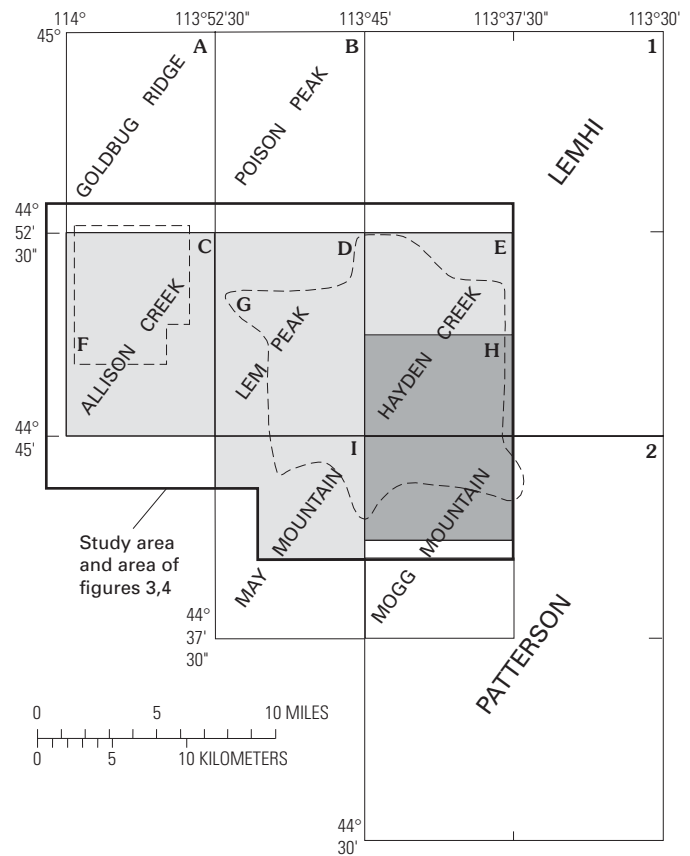 114° 113°52'30" 113°45' 113°37'30" 113°30'
45°
A
B
1
GOLDBUG RIDGE
POISON PEAK
LEMHI
44°
52'
30"
C
D
E
G
F
ALLISON CREEK
LEM PEAK
HAYDEN CREEK
H
44°
45'
I
2
Study area
and area of
figures 3,4
MAY MOUNTAIN
MOGG MOUNTAIN
44°
37'
30"
PATTERSON
0 5 10 MILES
0 5 10 KILOMETERS
44°
30'